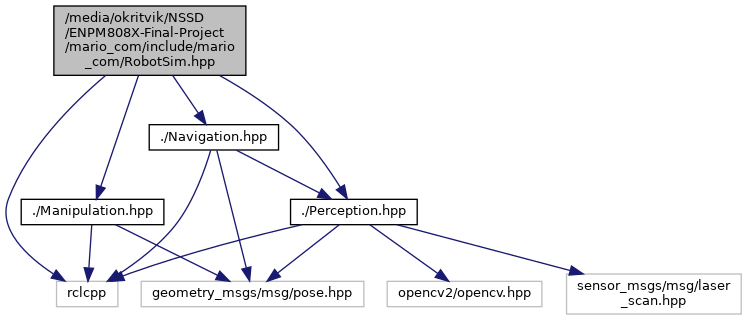 /media/okritvik/NSSD
/ENPM808X-Final-Project
/mario_com/include/mario
_com/RobotSim.hpp
./Navigation.hpp
./Manipulation.hpp
./Perception.hpp
rclcpp
geometry_msgs/msg/pose.hpp
opencv2/opencv.hpp
sensor_msgs/msg/laser
_scan.hpp